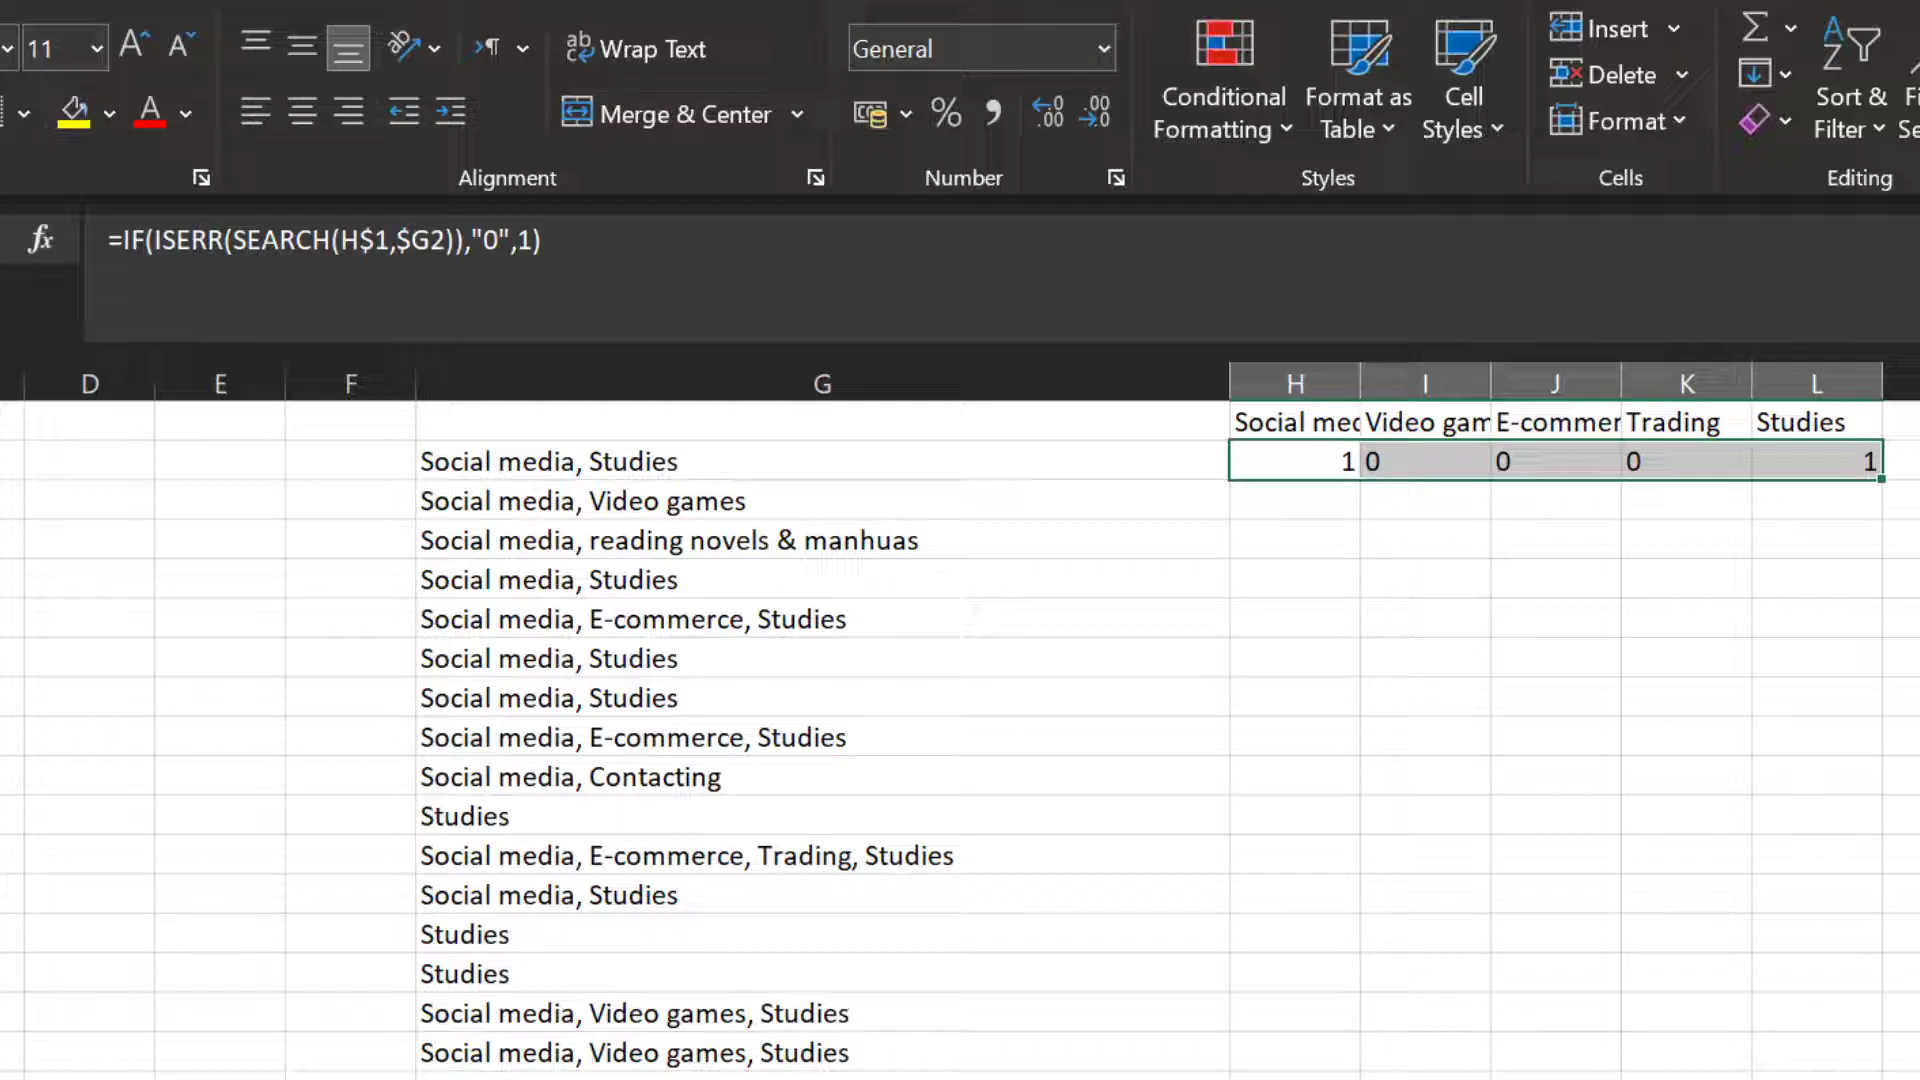 11 A^ Aˇ ab Wrap Text General Conditional Formatting Format as Table Cell Styles Insert Delete Format Sort & Filter
Merge & Center % .00 .0
Alignment Number Styles Cells Editing
fx =IF(ISERR(SEARCH(H$1,$G2)),"0",1)
D E F G H I J K L
Social med Video gam E-commer Trading Studies
Social media, Studies 1 0 0 0 1
Social media, Video games
Social media, reading novels & manhuas
Social media, Studies
Social media, E-commerce, Studies
Social media, Studies
Social media, Studies
Social media, E-commerce, Studies
Social media, Contacting
Studies
Social media, E-commerce, Trading, Studies
Social media, Studies
Studies
Studies
Social media, Video games, Studies
Social media, Video games, Studies